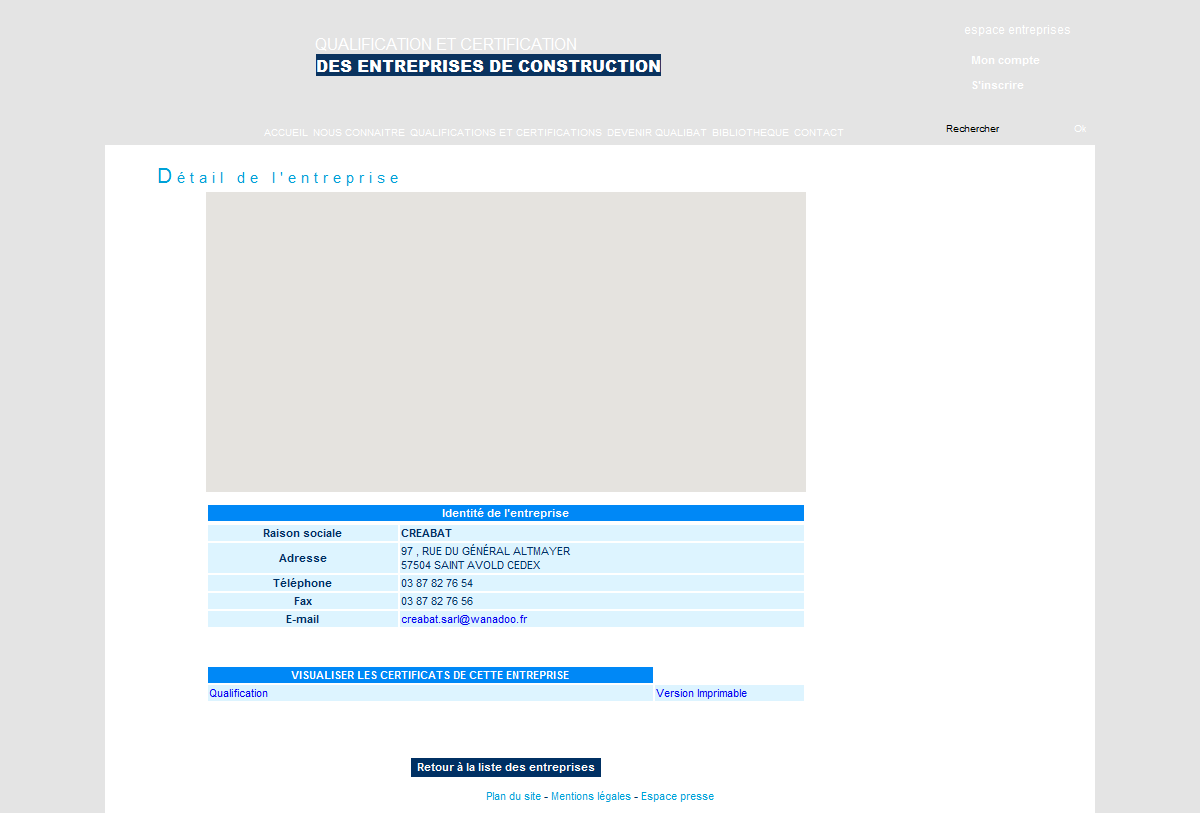 QUALIFICATION ET CERTIFICATION
DES ENTREPRISES DE CONSTRUCTION
espace entreprises
Mon compte
S'inscrire
ACCUEIL NOUS CONNAITRE QUALIFICATIONS ET CERTIFICATIONS DEVENIR QUALIBAT BIBLIOTHEQUE CONTACT
Rechercher Ok
Détail de l'entreprise
Identité de l'entreprise
Raison sociale CREABAT
Adresse 97 , RUE DU GÉNÉRAL ALTMAYER
57504 SAINT AVOLD CEDEX
Téléphone 03 87 82 76 54
Fax 03 87 82 76 56
E-mail creabat.sarl@wanadoo.fr
VISUALISER LES CERTIFICATS DE CETTE ENTREPRISE
Qualification Version Imprimable
Retour à la liste des entreprises
Plan du site - Mentions légales - Espace presse